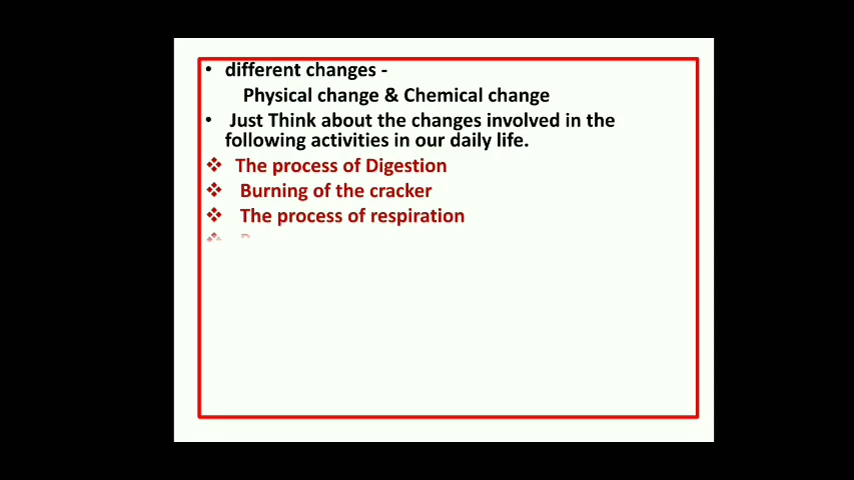 • different changes -
Physical change & Chemical change
• Just Think about the changes involved in the
following activities in our daily life.
❖ The process of Digestion
❖ Burning of the cracker
❖ The process of respiration